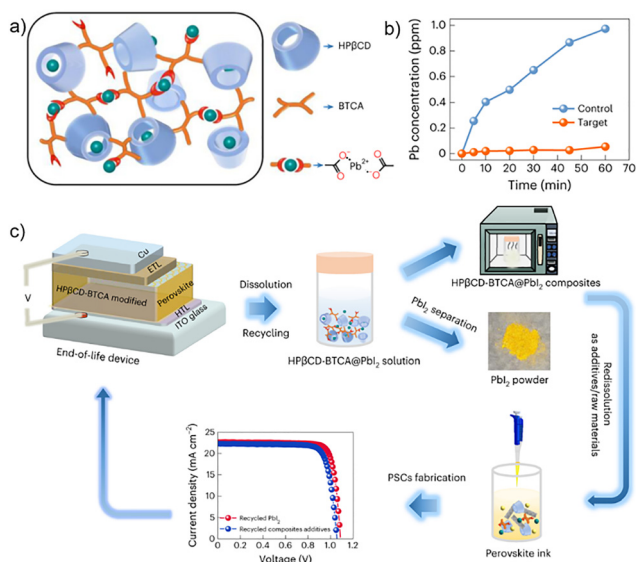 a)
HPβCD
BTCA
O⁻
Pb²⁺
O
O
⁻O
b)
Pb concentration (ppm)
1.0
0.8
0.6
0.4
0.2
0
Control
Target
0 10 20 30 40 50 60 70
Time (min)
c)
Cu
ETL
HPβCD-BTCA modified
Perovskite
HTL
ITO glass
V
End-of-life device
Dissolution
Recycling
HPβCD-BTCA@PbI₂ solution
HPβCD-BTCA@PbI₂ composites
PbI₂ separation
PbI₂ powder
Redissolution
as additives/raw materials
Perovskite ink
PSCs fabrication
Current density (mA cm⁻²)
25
20
15
10
5
0
Recycled PbI₂
Recycled composites additives
0 0.2 0.4 0.6 0.8 1.0 1.2
Voltage (V)